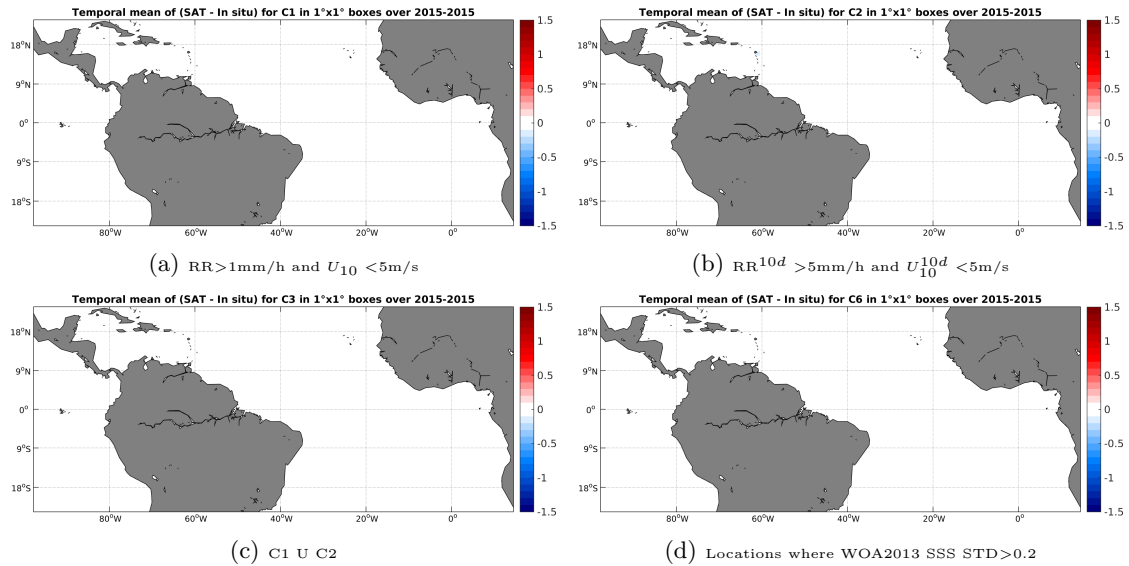 Temporal mean of (SAT - In situ) for C1 in 1°x1° boxes over 2015-2015
18°N
9°N
0°
9°S
18°S
80°W
60°W
40°W
20°W
0°
1.5
1
0.5
0
-0.5
-1
-1.5
(a) RR>1mm/h and U10 <5m/s
Temporal mean of (SAT - In situ) for C2 in 1°x1° boxes over 2015-2015
18°N
9°N
0°
9°S
18°S
80°W
60°W
40°W
20°W
0°
1.5
1
0.5
0
-0.5
-1
-1.5
(b) RR^10d >5mm/h and U10^10d <5m/s
Temporal mean of (SAT - In situ) for C3 in 1°x1° boxes over 2015-2015
18°N
9°N
0°
9°S
18°S
80°W
60°W
40°W
20°W
0°
1.5
1
0.5
0
-0.5
-1
-1.5
(c) C1 U C2
Temporal mean of (SAT - In situ) for C6 in 1°x1° boxes over 2015-2015
18°N
9°N
0°
9°S
18°S
80°W
60°W
40°W
20°W
0°
1.5
1
0.5
0
-0.5
-1
-1.5
(d) Locations where WOA2013 SSS STD>0.2